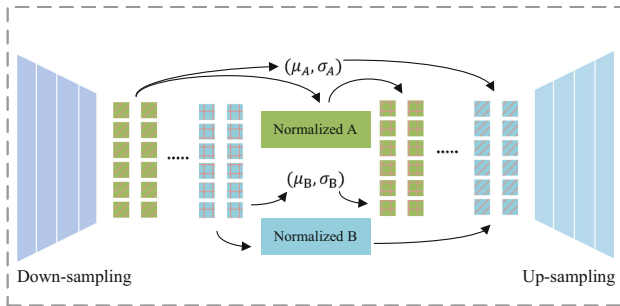 (μ_A, σ_A)
Normalized A
.....
.....
(μ_B, σ_B)
Normalized B
Down-sampling
Up-sampling